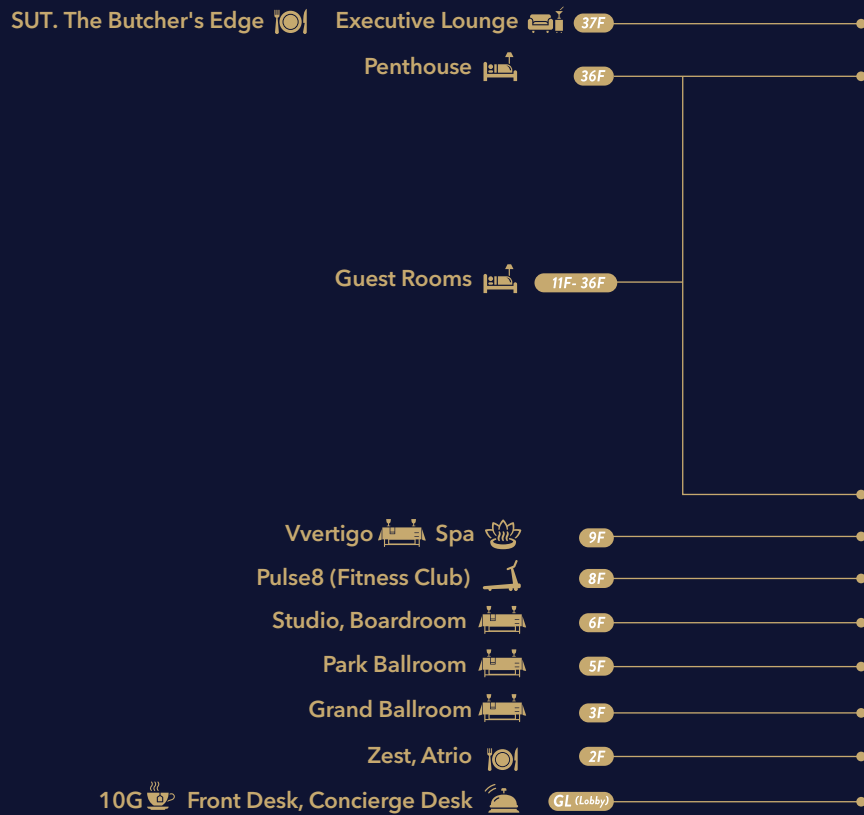 SUT. The Butcher's Edge Executive Lounge 37F
Penthouse 36F
Guest Rooms 11F- 36F
Vvertigo Spa 9F
Pulse8 (Fitness Club) 8F
Studio, Boardroom 6F
Park Ballroom 5F
Grand Ballroom 3F
Zest, Atrio 2F
10G Front Desk, Concierge Desk GL (Lobby)